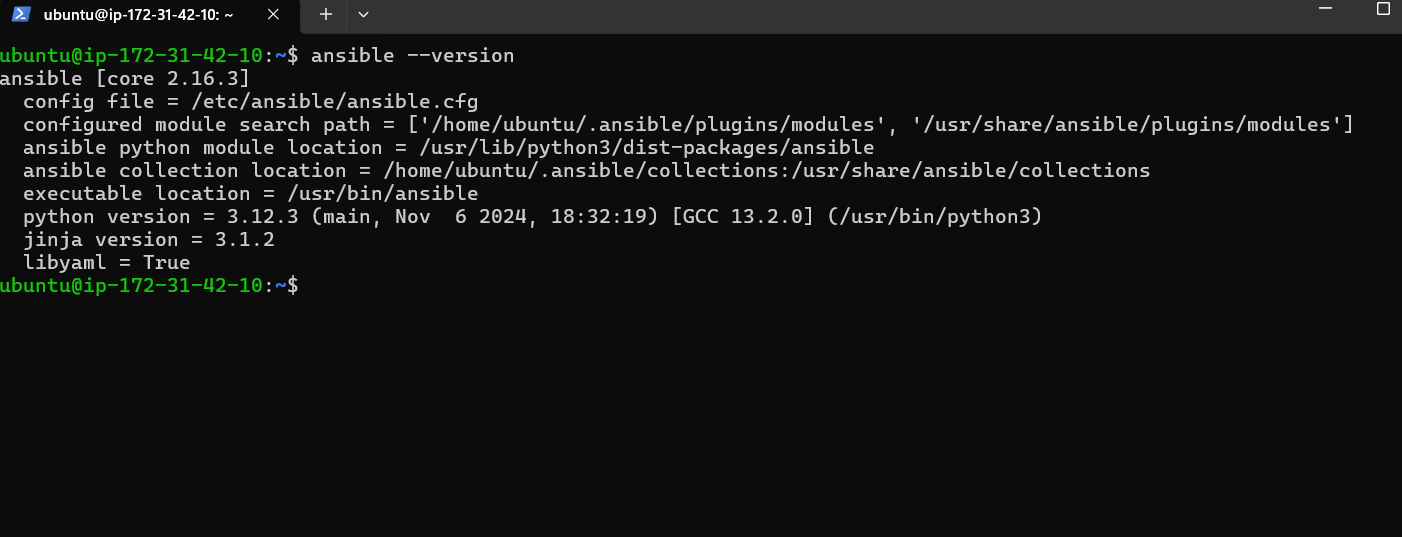 ubuntu@ip-172-31-42-10: ~
ubuntu@ip-172-31-42-10:~$ ansible --version
ansible [core 2.16.3]
  config file = /etc/ansible/ansible.cfg
  configured module search path = ['/home/ubuntu/.ansible/plugins/modules', '/usr/share/ansible/plugins/modules']
  ansible python module location = /usr/lib/python3/dist-packages/ansible
  ansible collection location = /home/ubuntu/.ansible/collections:/usr/share/ansible/collections
  executable location = /usr/bin/ansible
  python version = 3.12.3 (main, Nov  6 2024, 18:32:19) [GCC 13.2.0] (/usr/bin/python3)
  jinja version = 3.1.2
  libyaml = True
ubuntu@ip-172-31-42-10:~$